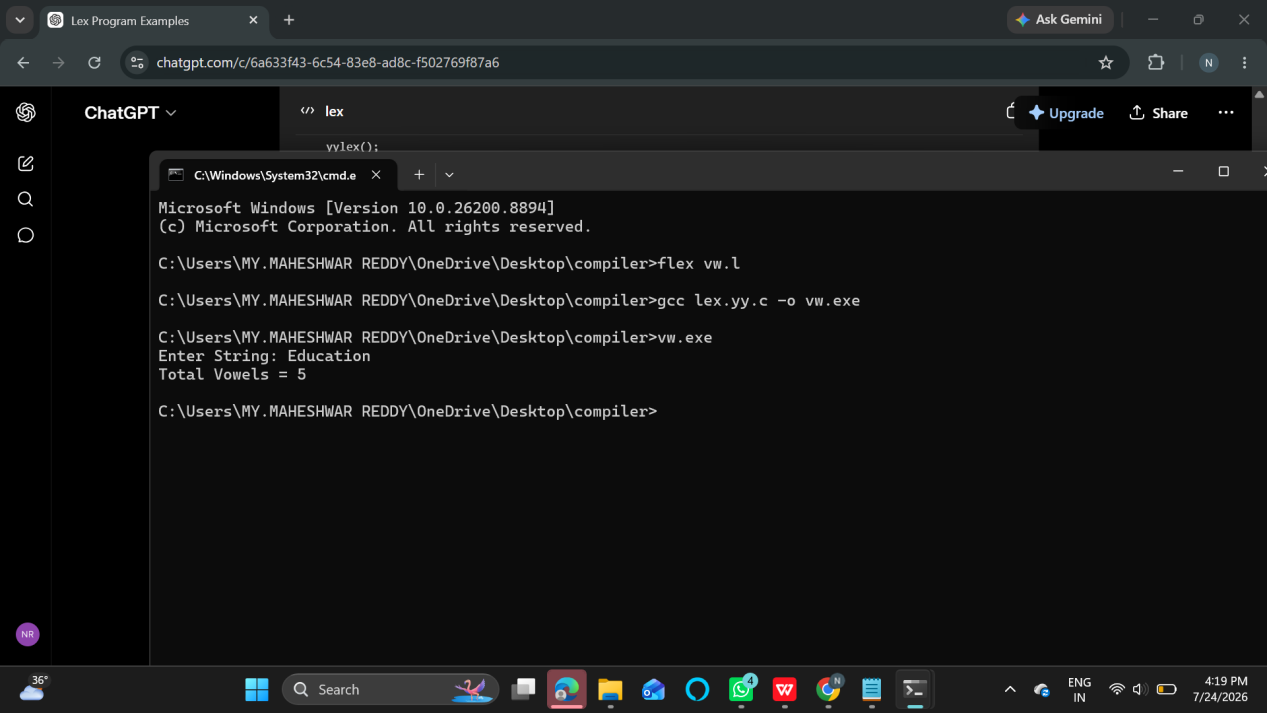 Lex Program Examples
Ask Gemini
chatgpt.com/c/6a633f43-6c54-83e8-ad8c-f502769f87a6
N
ChatGPT
lex
Upgrade
Share
yylex();
C:\Windows\System32\cmd.e
Microsoft Windows [Version 10.0.26200.8894]
(c) Microsoft Corporation. All rights reserved.
C:\Users\MY.MAHESHWAR REDDY\OneDrive\Desktop\compiler>flex vw.l
C:\Users\MY.MAHESHWAR REDDY\OneDrive\Desktop\compiler>gcc lex.yy.c -o vw.exe
C:\Users\MY.MAHESHWAR REDDY\OneDrive\Desktop\compiler>vw.exe
Enter String: Education
Total Vowels = 5
C:\Users\MY.MAHESHWAR REDDY\OneDrive\Desktop\compiler>
NR
36°
Search
4
W
N
ENG
IN
4:19 PM
7/24/2026